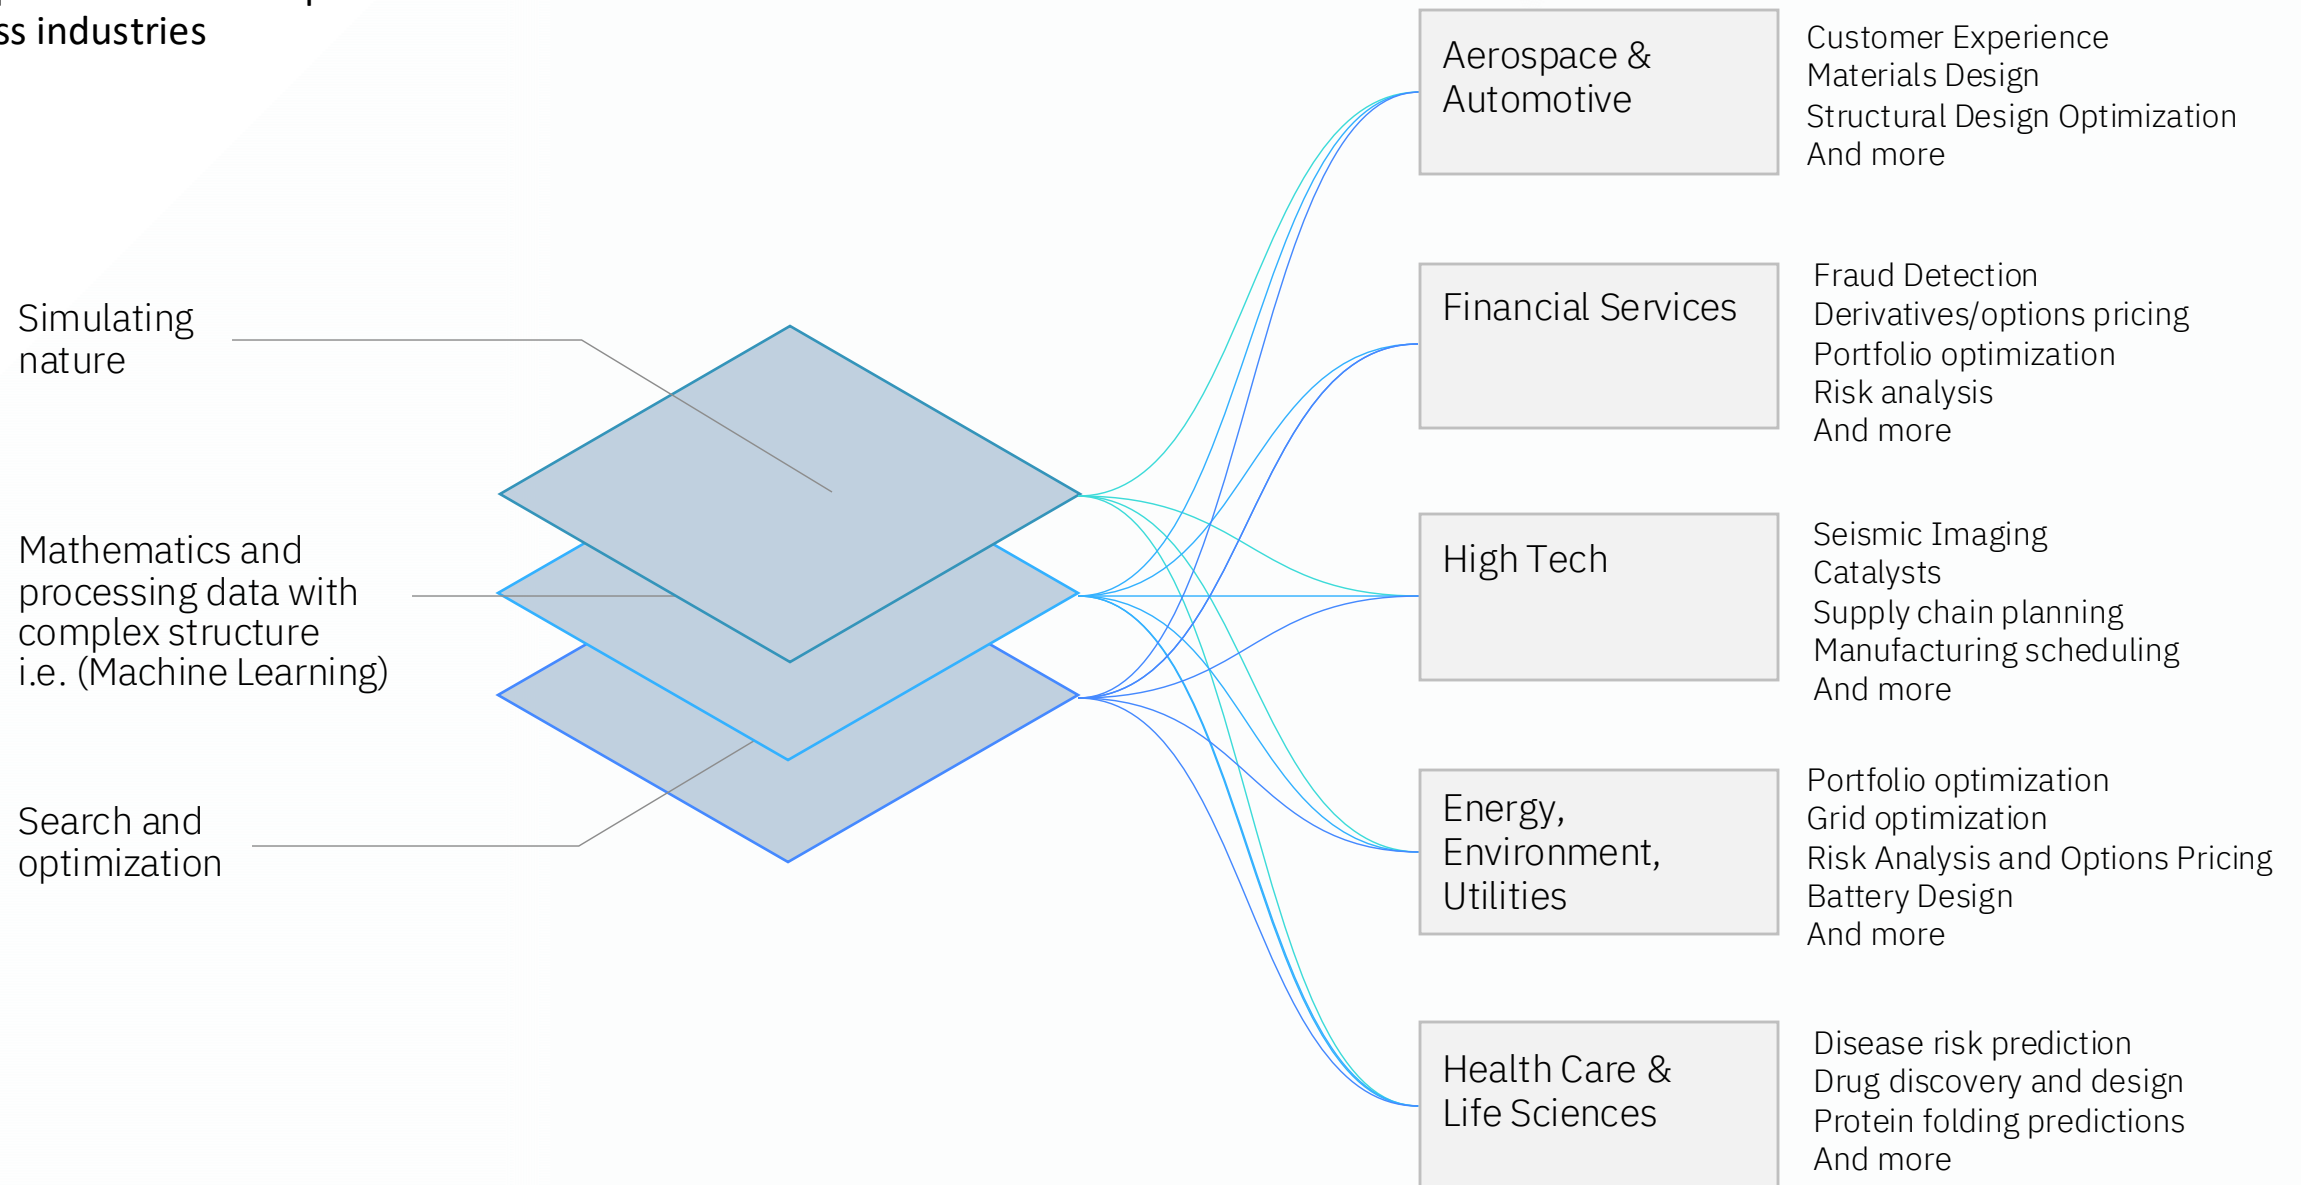 ss industries
Simulating
nature
Mathematics and
processing data with
complex structure
i.e. (Machine Learning)
Search and
optimization
Aerospace &
Automotive
Customer Experience
Materials Design
Structural Design Optimization
And more
Financial Services
Fraud Detection
Derivatives/options pricing
Portfolio optimization
Risk analysis
And more
High Tech
Seismic Imaging
Catalysts
Supply chain planning
Manufacturing scheduling
And more
Energy,
Environment,
Utilities
Portfolio optimization
Grid optimization
Risk Analysis and Options Pricing
Battery Design
And more
Health Care &
Life Sciences
Disease risk prediction
Drug discovery and design
Protein folding predictions
And more